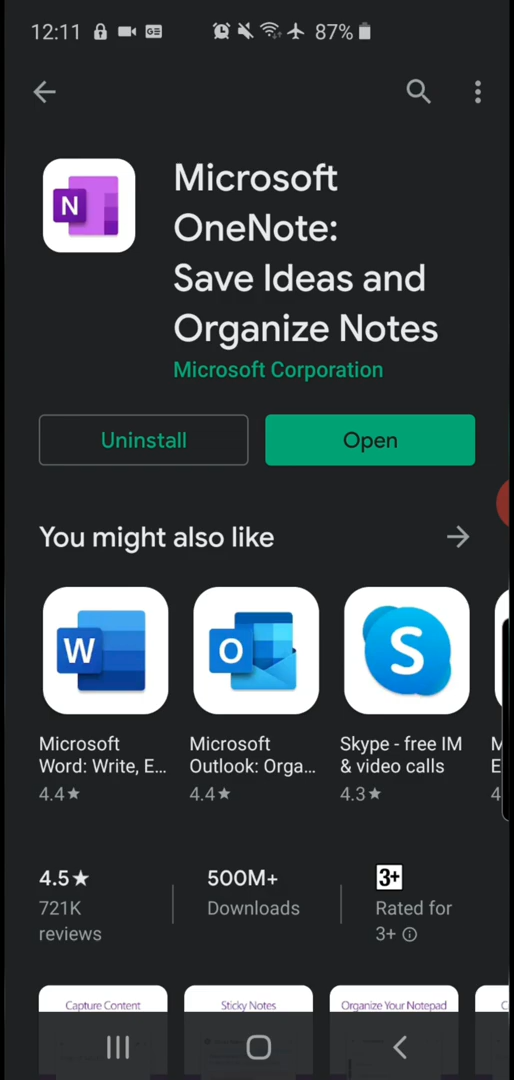 12:11 GE 87%
N
Microsoft
OneNote:
Save Ideas and
Organize Notes
Microsoft Corporation
Uninstall
Open
You might also like
W
O
S
Microsoft
Word: Write, E...
4.4★
Microsoft
Outlook: Orga...
4.4★
Skype - free IM
& video calls
4.3★
M
E
4
4.5★
721K
reviews
500M+
Downloads
3+
Rated for
3+
Capture Content
Sticky Notes
Organize Your Notepad
C